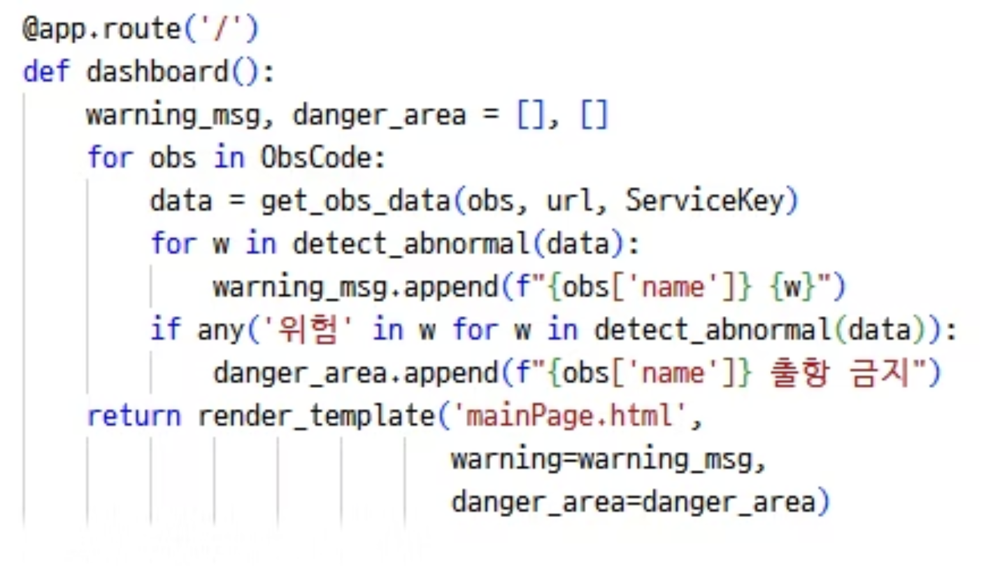 @app.route('/')
def dashboard():
    warning_msg, danger_area = [], []
    for obs in ObsCode:
        data = get_obs_data(obs, url, ServiceKey)
        for w in detect_abnormal(data):
            warning_msg.append(f"{obs['name']} {w}")
        if any('위험' in w for w in detect_abnormal(data)):
            danger_area.append(f"{obs['name']} 출항 금지")
    return render_template('mainPage.html',
                           warning=warning_msg,
                           danger_area=danger_area)